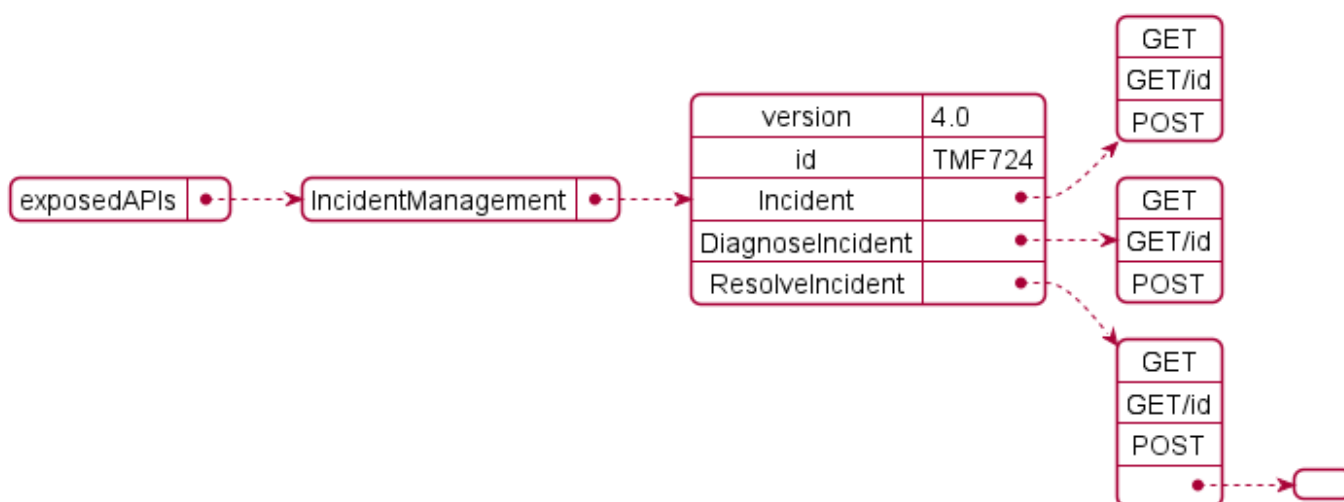 exposedAPIs
IncidentManagement
version 4.0
id TMF724
Incident
DiagnoseIncident
ResolveIncident
GET
GET/id
POST
GET
GET/id
POST
GET
GET/id
POST